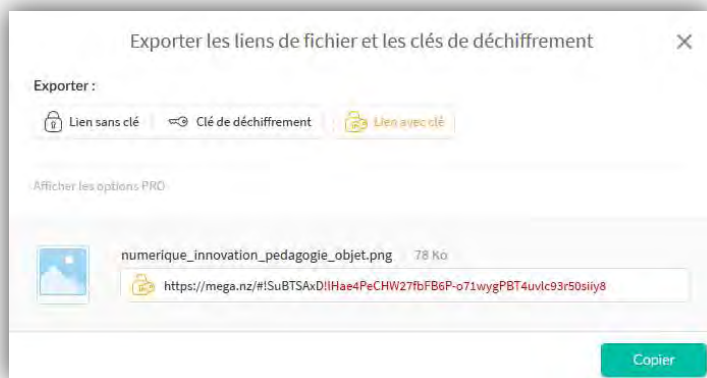 Exporter les liens de fichier et les clés de déchiffrement
Exporter :
Lien sans clé Clé de déchiffrement Lien avec clé
Afficher les options PRO
numerique_innovation_pedagogie_objet.png 78 Ko
https://mega.nz/#!SuBTSAxD!IHae4PeCHW27fbFB6P-o71wygPBT4uvlc93r50siiy8
Copier